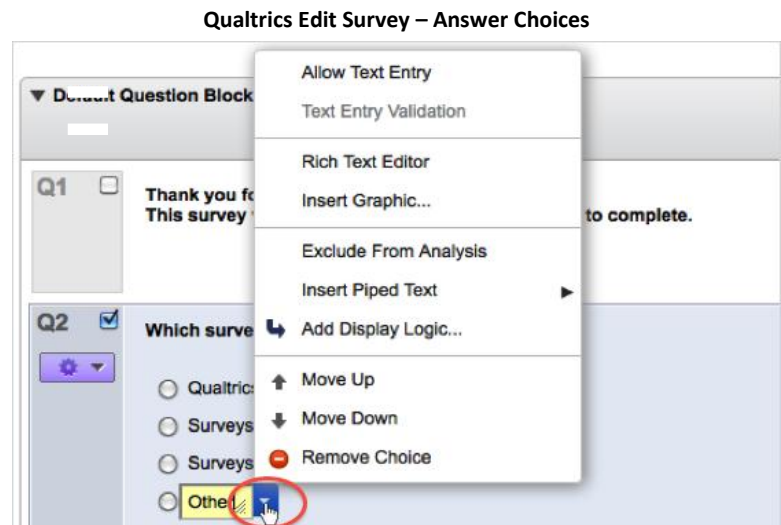 Qualtrics Edit Survey – Answer Choices
Allow Text Entry
Question Block
Text Entry Validation
Rich Text Editor
Q1
Thank you
Insert Graphic...
This survey
to complete.
Exclude From Analysis
Insert Piped Text
Q2
Which
Add Display Logic...
Move Up
Qualtrics
Move Down
Surveys
Remove Choice
Surveys
Other